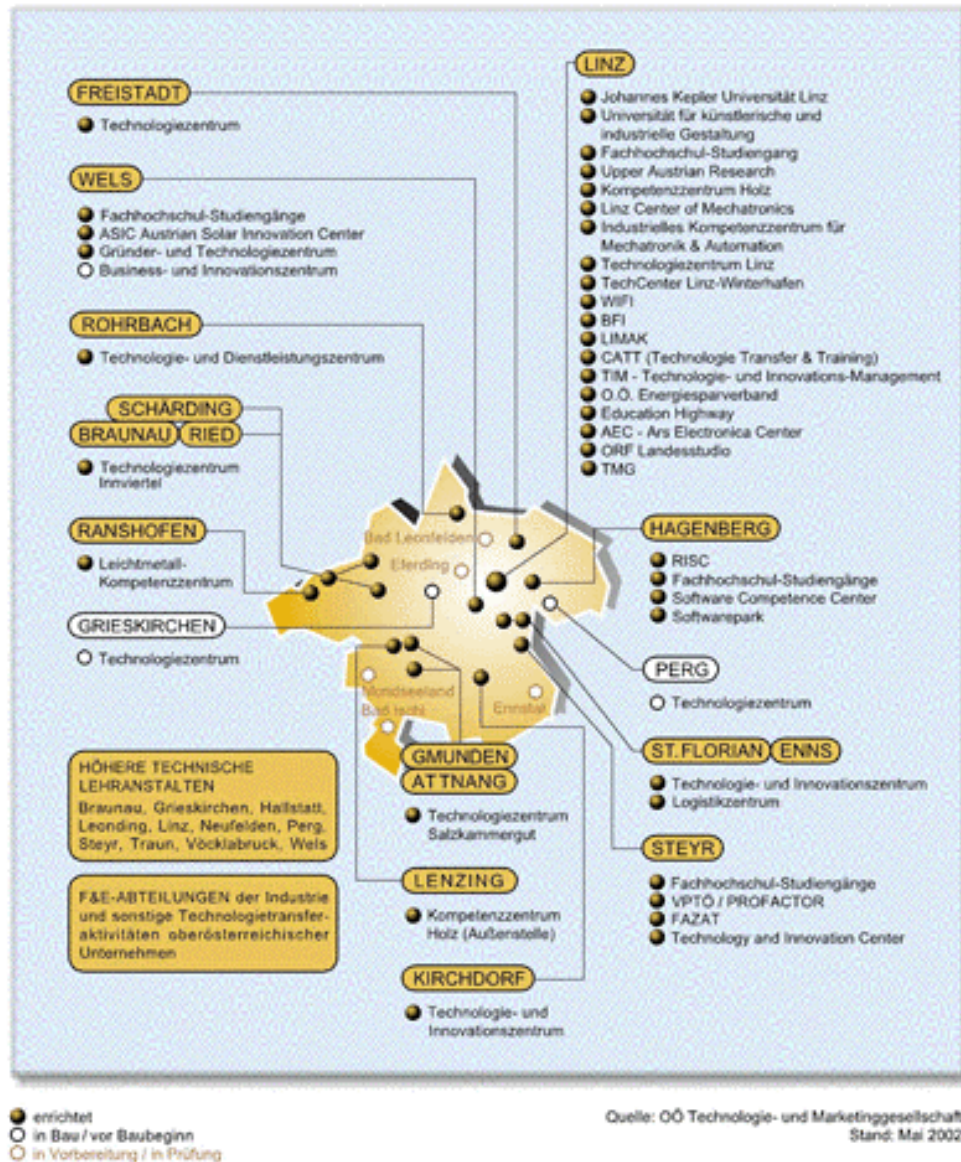 FREISTADT
Technologiezentrum
WELS
Fachhochschul-Studiengänge
ASIC Austrian Solar Innovation Center
Gründer- und Technologiezentrum
Business- und Innovationszentrum
ROHRBACH
Technologie- und Dienstleistungszentrum
SCHÄRDING
BRAUNAU RIED
Technologiezentrum
Innviertel
RANSHOFEN
Leichtmetall-
Kompetenzzentrum
GRIESKIRCHEN
Technologiezentrum
LINZ
Johannes Kepler Universität Linz
Universität für künstlerische und
industrielle Gestaltung
Fachhochschul-Studiengang
Upper Austrian Research
Kompetenzzentrum Holz
Linz Center of Mechatronics
Industrielles Kompetenzzentrum für
Mechatronik & Automation
Technologiezentrum Linz
TechCenter Linz-Winterhafen
WIFI
BFI
LIMAK
CATT (Technologie Transfer & Training)
TIM - Technologie- und Innovations-Management
O.Ö. Energiesparverband
Education Highway
AEC - Ars Electronica Center
ORF Landesstudio
TMG
Bad Leonfelden
Eferding
Mondseeland
Bad Ischl
Ennstal
HAGENBERG
RISC
Fachhochschul-Studiengänge
Software Competence Center
Softwarepark
PERG
Technologiezentrum
ST.FLORIAN ENNS
Technologie- und Innovationszentrum
Logistikzentrum
STEYR
Fachhochschul-Studiengänge
VPTÖ / PROFACTOR
FAZAT
Technology and Innovation Center
GMUNDEN
ATTNANG
Technologiezentrum
Salzkammergut
LENZING
Kompetenzzentrum
Holz (Außenstelle)
KIRCHDORF
Technologie- und
Innovationszentrum
HÖHERE TECHNISCHE
LEHRANSTALTEN
Braunau, Grieskirchen, Hallstatt,
Leonding, Linz, Neufelden, Perg,
Steyr, Traun, Vöcklabruck, Wels
F&E-ABTEILUNGEN der Industrie
und sonstige Technologietransfer-
aktivitäten oberösterreichischer
Unternehmen
errichtet
in Bau / vor Baubeginn
in Vorbereitung / in Prüfung
Quelle: OÖ Technologie- und Marketinggesellschaft
Stand: Mai 2002